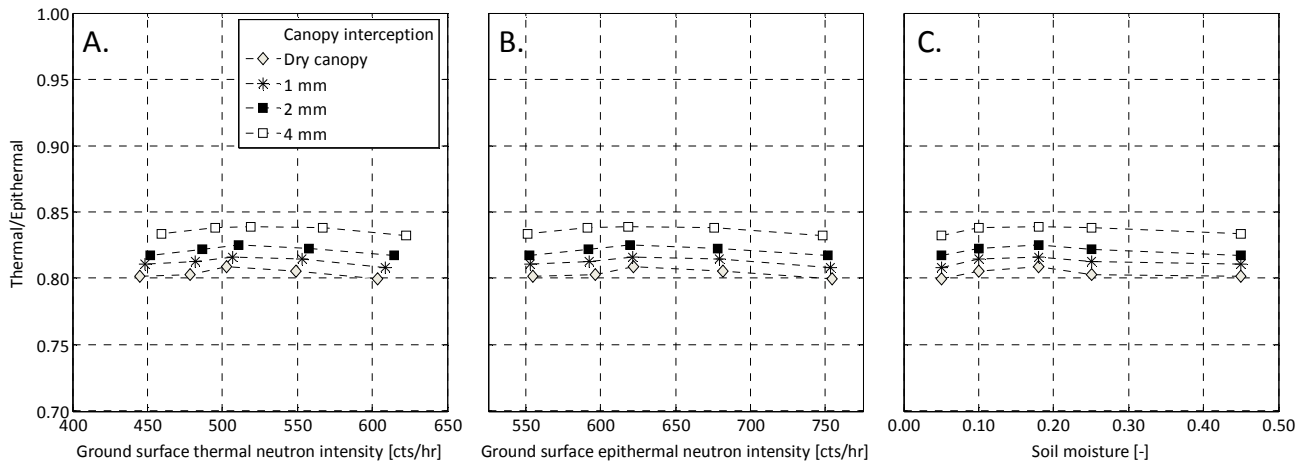 Thermal/Epithermal
1.00
0.95
0.90
0.85
0.80
0.75
0.70
A.
Canopy interception
Dry canopy
1 mm
2 mm
4 mm
400 450 500 550 600 650
Ground surface thermal neutron intensity [cts/hr]
B.
550 600 650 700 750
Ground surface epithermal neutron intensity [cts/hr]
C.
0.00 0.10 0.20 0.30 0.40 0.50
Soil moisture [-]